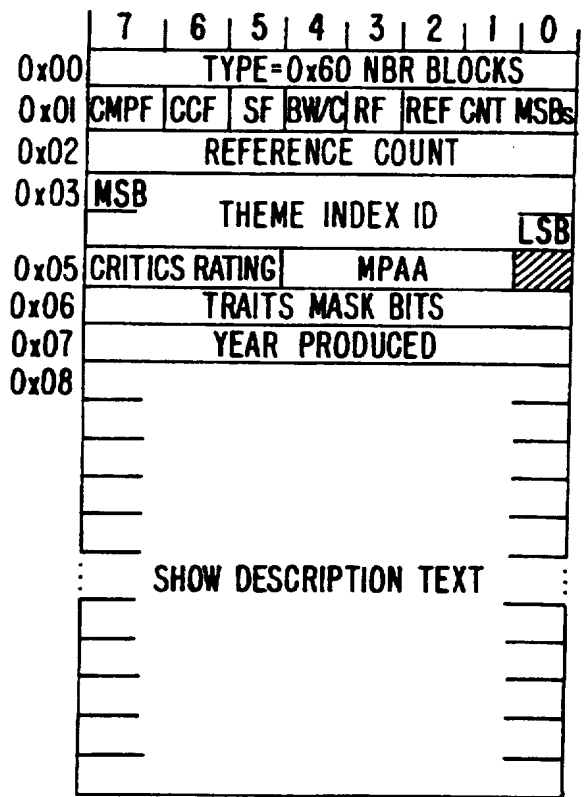 7 6 5 4 3 2 1 0
0x00 TYPE=0x60 NBR BLOCKS
0x01 CMPF CCF SF BW/C RF REF CNT MSBs
0x02 REFERENCE COUNT
0x03 MSB
THEME INDEX ID
LSB
0x05 CRITICS RATING MPAA
0x06 TRAITS MASK BITS
0x07 YEAR PRODUCED
0x08
SHOW DESCRIPTION TEXT